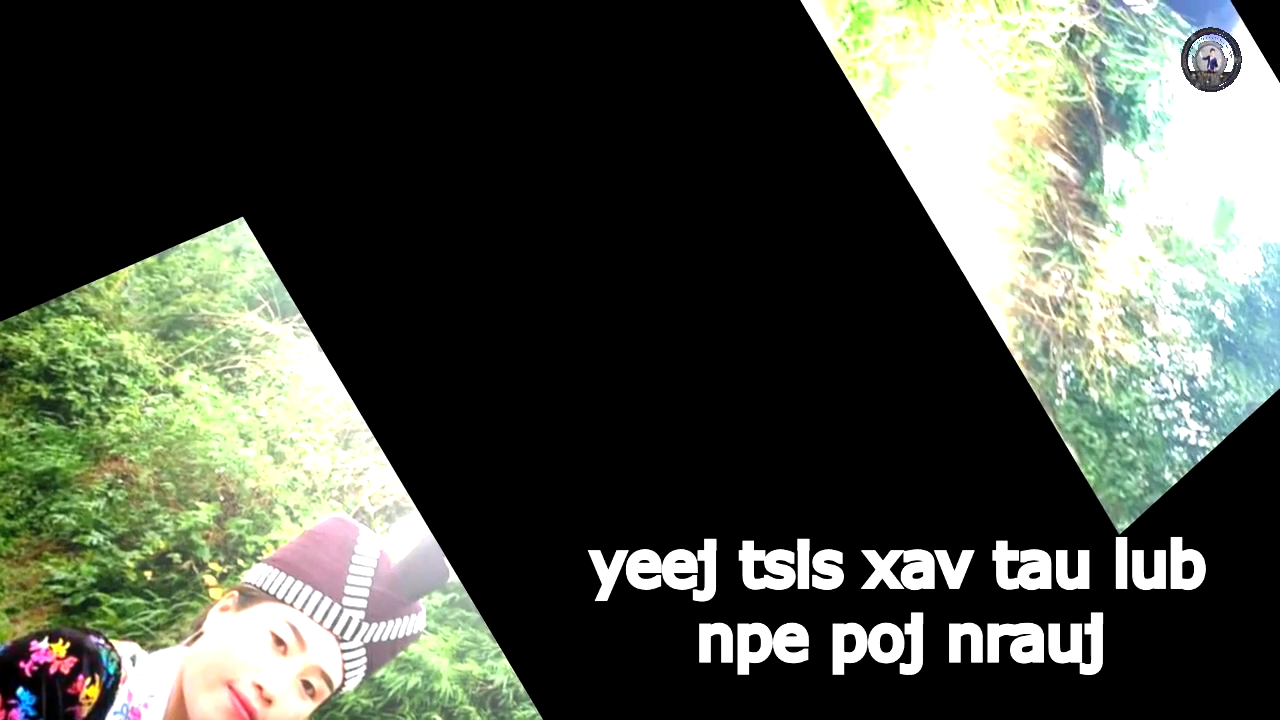 yeej tsis xav tau lub
npe poj nrauj